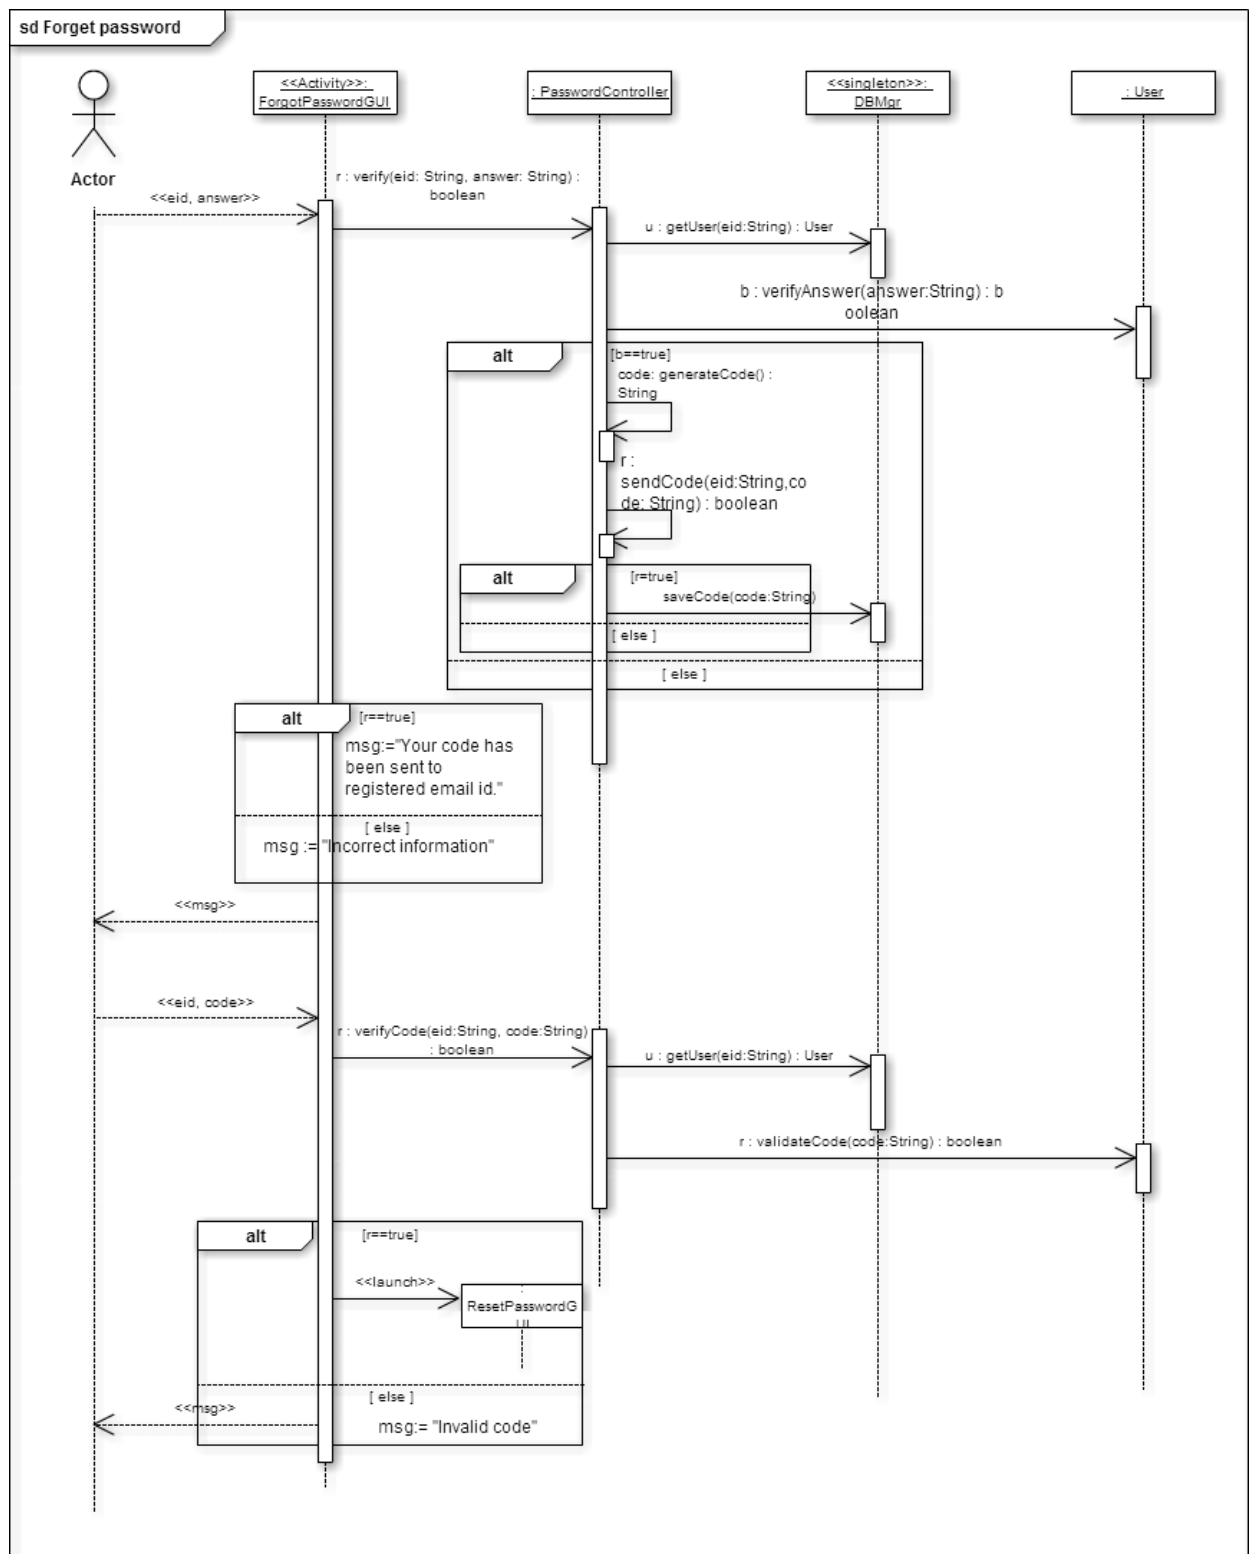 sd Forget password
<<Activity>>:
ForgotPasswordGUI
: PasswordController
<<singleton>>:
DBMgr
: User
Actor
<<eid, answer>>
r : verify(eid: String, answer: String) :
boolean
u : getUser(eid:String) : User
b : verifyAnswer(answer:String) : b
oolean
alt
[b==true]
code: generateCode() :
String
r :
sendCode(eid:String,co
de: String) : boolean
alt
[r=true]
saveCode(code:String)
[ else ]
[ else ]
alt
[r==true]
msg:="Your code has
been sent to
registered email id."
[ else ]
msg := "Incorrect information"
<<msg>>
<<eid, code>>
r : verifyCode(eid:String, code:String)
: boolean
u : getUser(eid:String) : User
r : validateCode(code:String) : boolean
alt
[r==true]
<<launch>>
:
ResetPasswordG
UI
[ else ]
<<msg>>
msg:= "Invalid code"